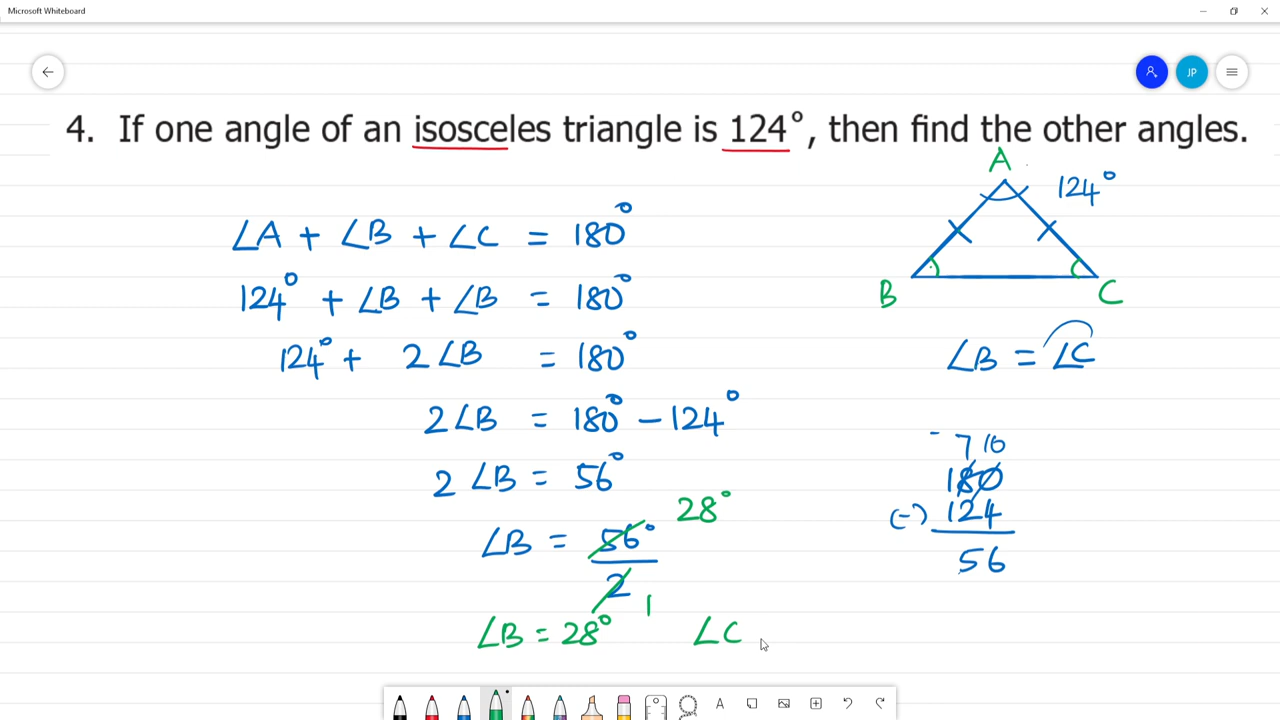 Microsoft Whiteboard
JP
4. If one angle of an isosceles triangle is 124°, then find the other angles.
A
124°
B
C
∠A + ∠B + ∠C = 180°
124° + ∠B + ∠B = 180°
124° + 2∠B = 180°
2∠B = 180° − 124°
2∠B = 56°
∠B = 56°/2
28°
1
∠B = 28° ∠C
∠B = ∠C
7 10
180
(−) 124
56
A